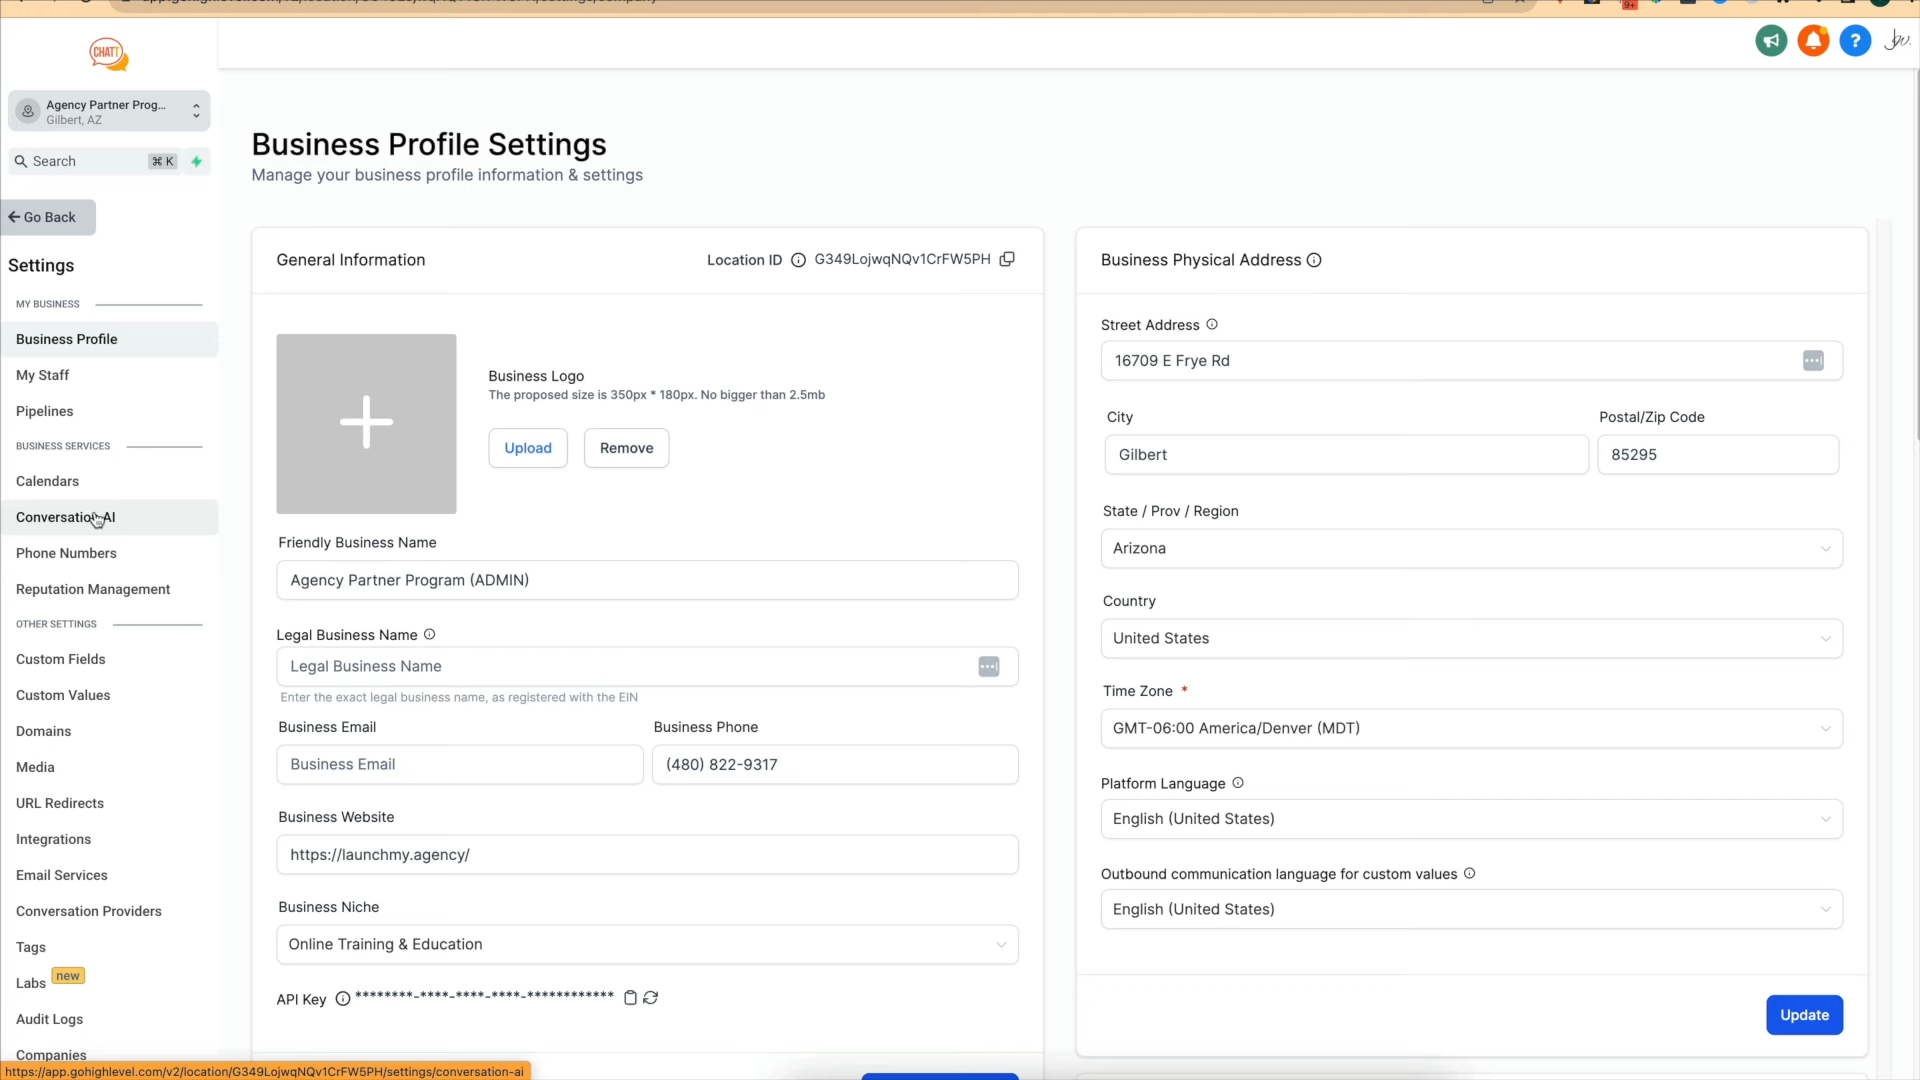 CHATT
Agency Partner Prog...
Gilbert, AZ
Search
⌘ K
Go Back
Settings
MY BUSINESS
Business Profile
My Staff
Pipelines
BUSINESS SERVICES
Calendars
Conversation AI
Phone Numbers
Reputation Management
OTHER SETTINGS
Custom Fields
Custom Values
Domains
Media
URL Redirects
Integrations
Email Services
Conversation Providers
Tags
Labs new
Audit Logs
Companies
https://app.gohighlevel.com/v2/location/G349LojwqNQv1CrFW5PH/settings/conversation-ai
9+
?
Business Profile Settings
Manage your business profile information & settings
General Information
Location ID G349LojwqNQv1CrFW5PH
Business Logo
The proposed size is 350px * 180px. No bigger than 2.5mb
Upload
Remove
Friendly Business Name
Agency Partner Program (ADMIN)
Legal Business Name
Legal Business Name
Enter the exact legal business name, as registered with the EIN
Business Email
Business Phone
Business Email
(480) 822-9317
Business Website
https://launchmy.agency/
Business Niche
Online Training & Education
API Key ********-****-****-****-************
Business Physical Address
Street Address
16709 E Frye Rd
City
Postal/Zip Code
Gilbert
85295
State / Prov / Region
Arizona
Country
United States
Time Zone *
GMT-06:00 America/Denver (MDT)
Platform Language
English (United States)
Outbound communication language for custom values
English (United States)
Update